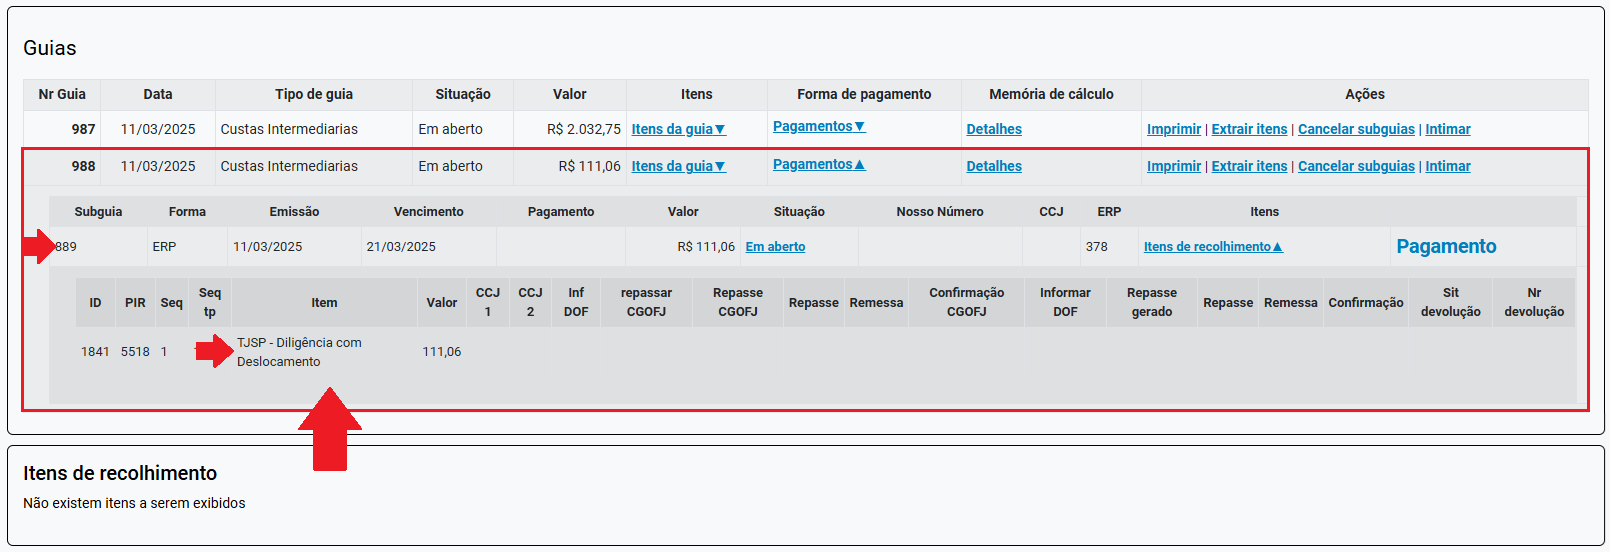 Guias
Nr Guia Data Tipo de guia Situação Valor Itens Forma de pagamento Memória de cálculo Ações
987 11/03/2025 Custas Intermediarias Em aberto R$ 2.032,75 Itens da guia▼ Pagamentos▼ Detalhes Imprimir | Extrair itens | Cancelar subguias | Intimar
988 11/03/2025 Custas Intermediarias Em aberto R$ 111,06 Itens da guia▼ Pagamentos▲ Detalhes Imprimir | Extrair itens | Cancelar subguias | Intimar
Subguia Forma Emissão Vencimento Pagamento Valor Situação Nosso Número CCJ ERP Itens
889 ERP 11/03/2025 21/03/2025 R$ 111,06 Em aberto 378 Itens de recolhimento▲ Pagamento
ID PIR Seq Seq tp Item Valor CCJ 1 CCJ 2 Inf DOF repassar CGOFJ Repasse CGOFJ Repasse Remessa Confirmação CGOFJ Informar DOF Repasse gerado Repasse Remessa Confirmação Sit devolução Nr devolução
1841 5518 1 TJSP - Diligência com Deslocamento 111,06
Itens de recolhimento
Não existem itens a serem exibidos